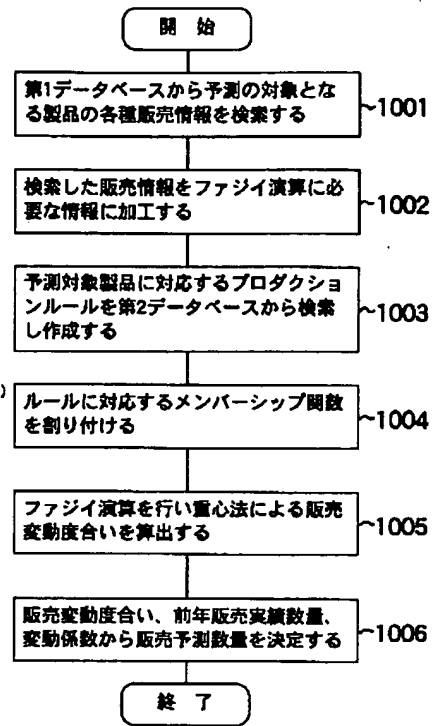 開 始
第1データベースから予測の対象とな
る製品の各種販売情報を検索する
~1001
検索した販売情報をファジイ演算に必
要な情報に加工する
~1002
予測対象製品に対応するプロダクショ
ンルールを第2データベースから検索
し作成する
~1003
ルールに対応するメンバーシップ関数
を割り付ける
~1004
ファジイ演算を行い重心法による販売
変動度合いを算出する
~1005
販売変動度合い、前年販売実績数量、
変動係数から販売予測数量を決定する
~1006
終 了